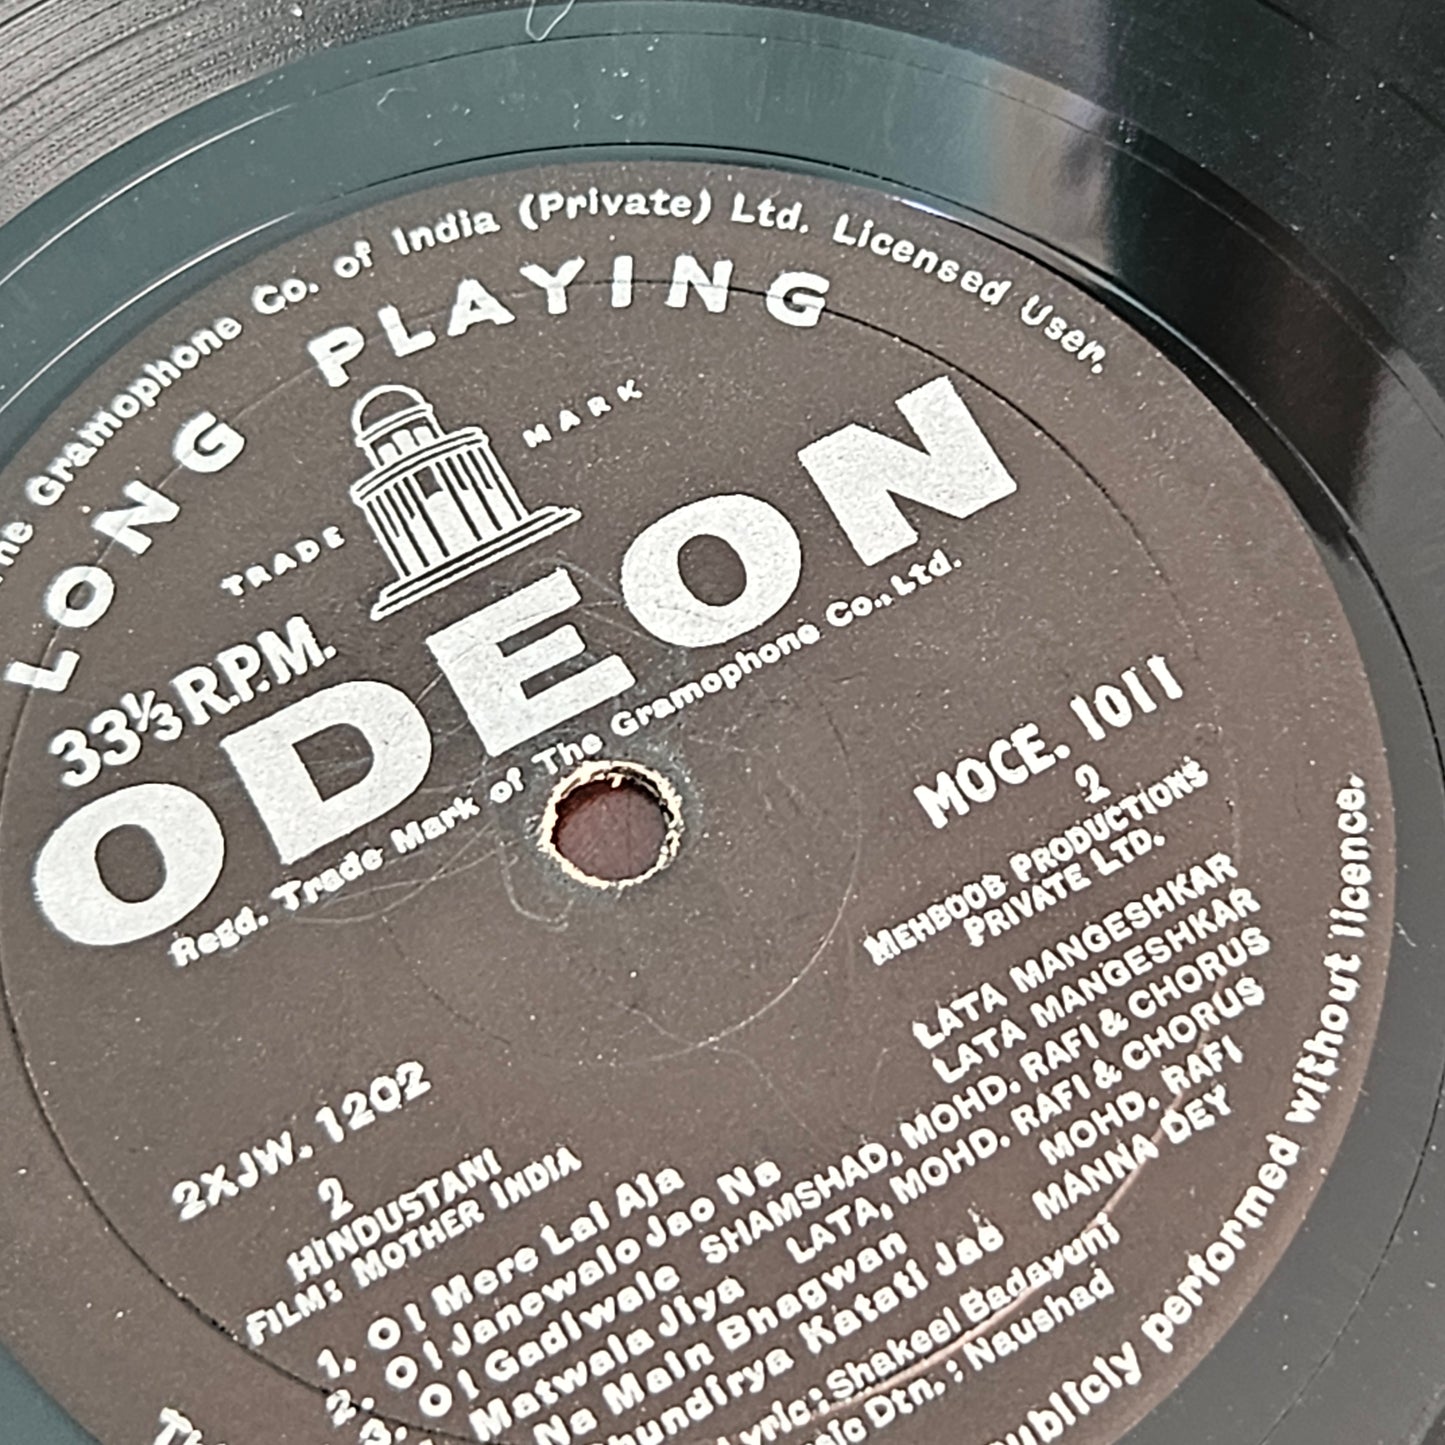 Gramophone Co. of India (Private) Ltd. Licensed User.
LONG PLAYING
TRADE MARK
33⅓ R.P.M.
ODEON
Regd. Trade Mark of The Gramophone Co., Ltd.
MOCE. 1011
2
MEHBOOB PRODUCTIONS
PRIVATE LTD.
2XJW. 1202
2
HINDUSTANI
FILM: MOTHER INDIA
1. O! Mere Lal Aja LATA MANGESHKAR
2. O! Janewalo Jao Na LATA MANGESHKAR
3. O! Gadiwale SHAMSHAD, MOHD. RAFI & CHORUS
Matwala Jiya LATA, MOHD. RAFI & CHORUS
Na Main Bhagwan MOHD. RAFI
Katati Jae MANNA DEY
Lyric: Shakeel Badayuni
Dtn.: Naushad
publicly performed without licence.